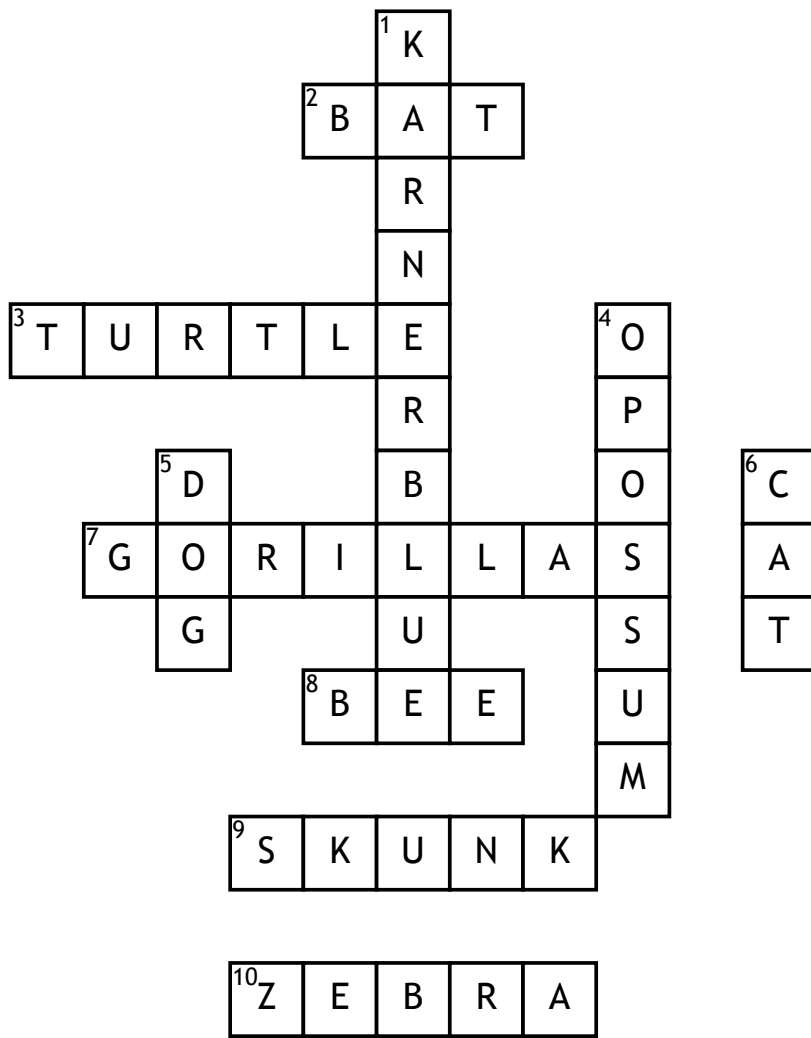 1 K
2 B A T
R
N
3 T U R T L E 4 O
R P
5 D B O 6 C
7 G O R I L L A S A
G U S T
8 B E E U
M
9 S K U N K
10 Z E B R A